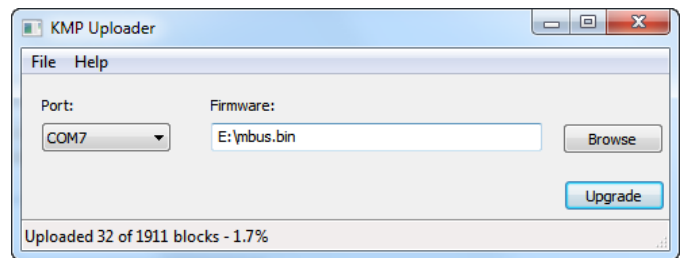 KMP Uploader
File Help
Port: Firmware:
COM7 E:\mbus.bin Browse
Upgrade
Uploaded 32 of 1911 blocks - 1.7%